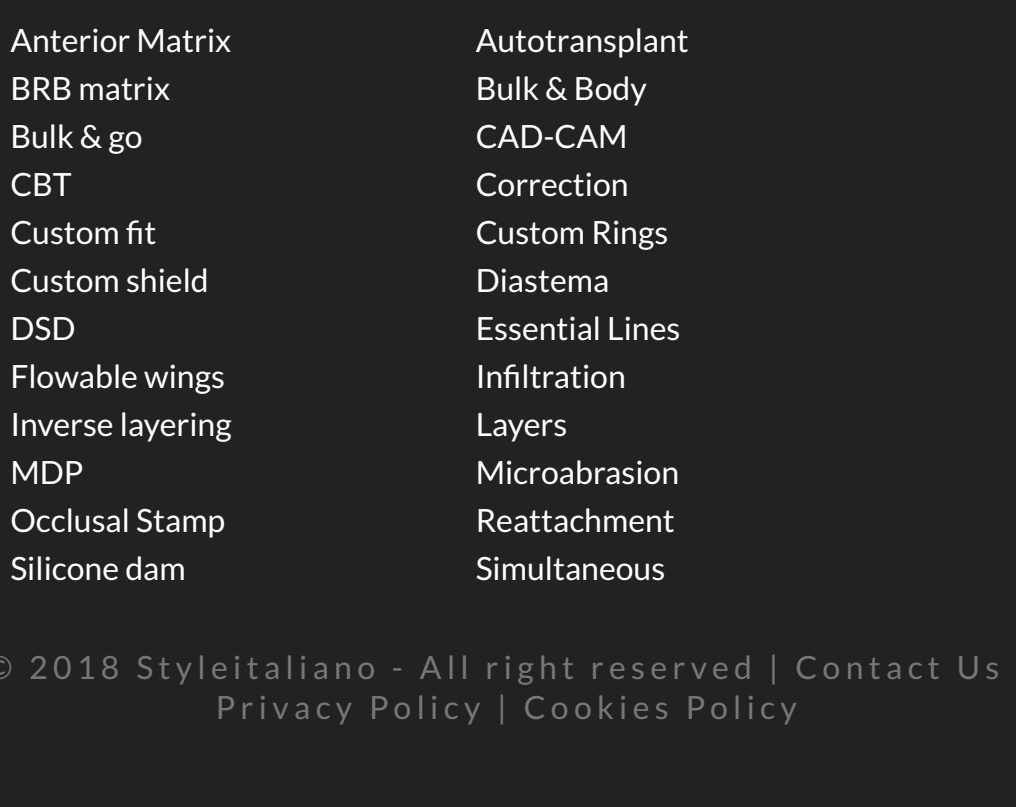 Anterior Matrix
Autotransplant
BRB matrix
Bulk & Body
Bulk & go
CAD-CAM
CBT
Correction
Custom fit
Custom Rings
Custom shield
Diastema
DSD
Essential Lines
Flowable wings
Infiltration
Inverse layering
Layers
MDP
Microabrasion
Occlusal Stamp
Reattachment
Silicone dam
Simultaneous
© 2018 Styleitaliano - All right reserved | Contact Us
Privacy Policy | Cookies Policy